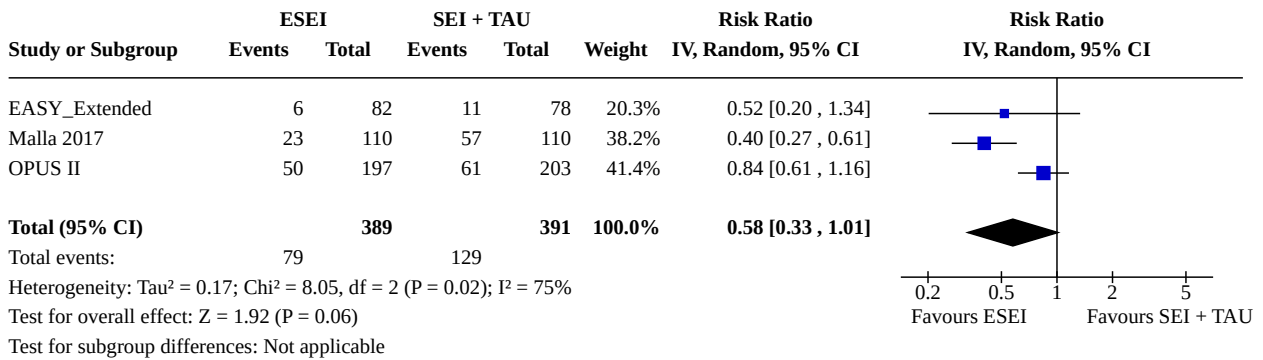 ESEI SEI + TAU Risk Ratio Risk Ratio
Study or Subgroup Events Total Events Total Weight IV, Random, 95% CI IV, Random, 95% CI
EASY_Extended 6 82 11 78 20.3% 0.52 [0.20 , 1.34]
Malla 2017 23 110 57 110 38.2% 0.40 [0.27 , 0.61]
OPUS II 50 197 61 203 41.4% 0.84 [0.61 , 1.16]
Total (95% CI) 389 391 100.0% 0.58 [0.33 , 1.01]
Total events: 79 129
Heterogeneity: Tau² = 0.17; Chi² = 8.05, df = 2 (P = 0.02); I² = 75% 0.2 0.5 1 2 5
Test for overall effect: Z = 1.92 (P = 0.06) Favours ESEI Favours SEI + TAU
Test for subgroup differences: Not applicable